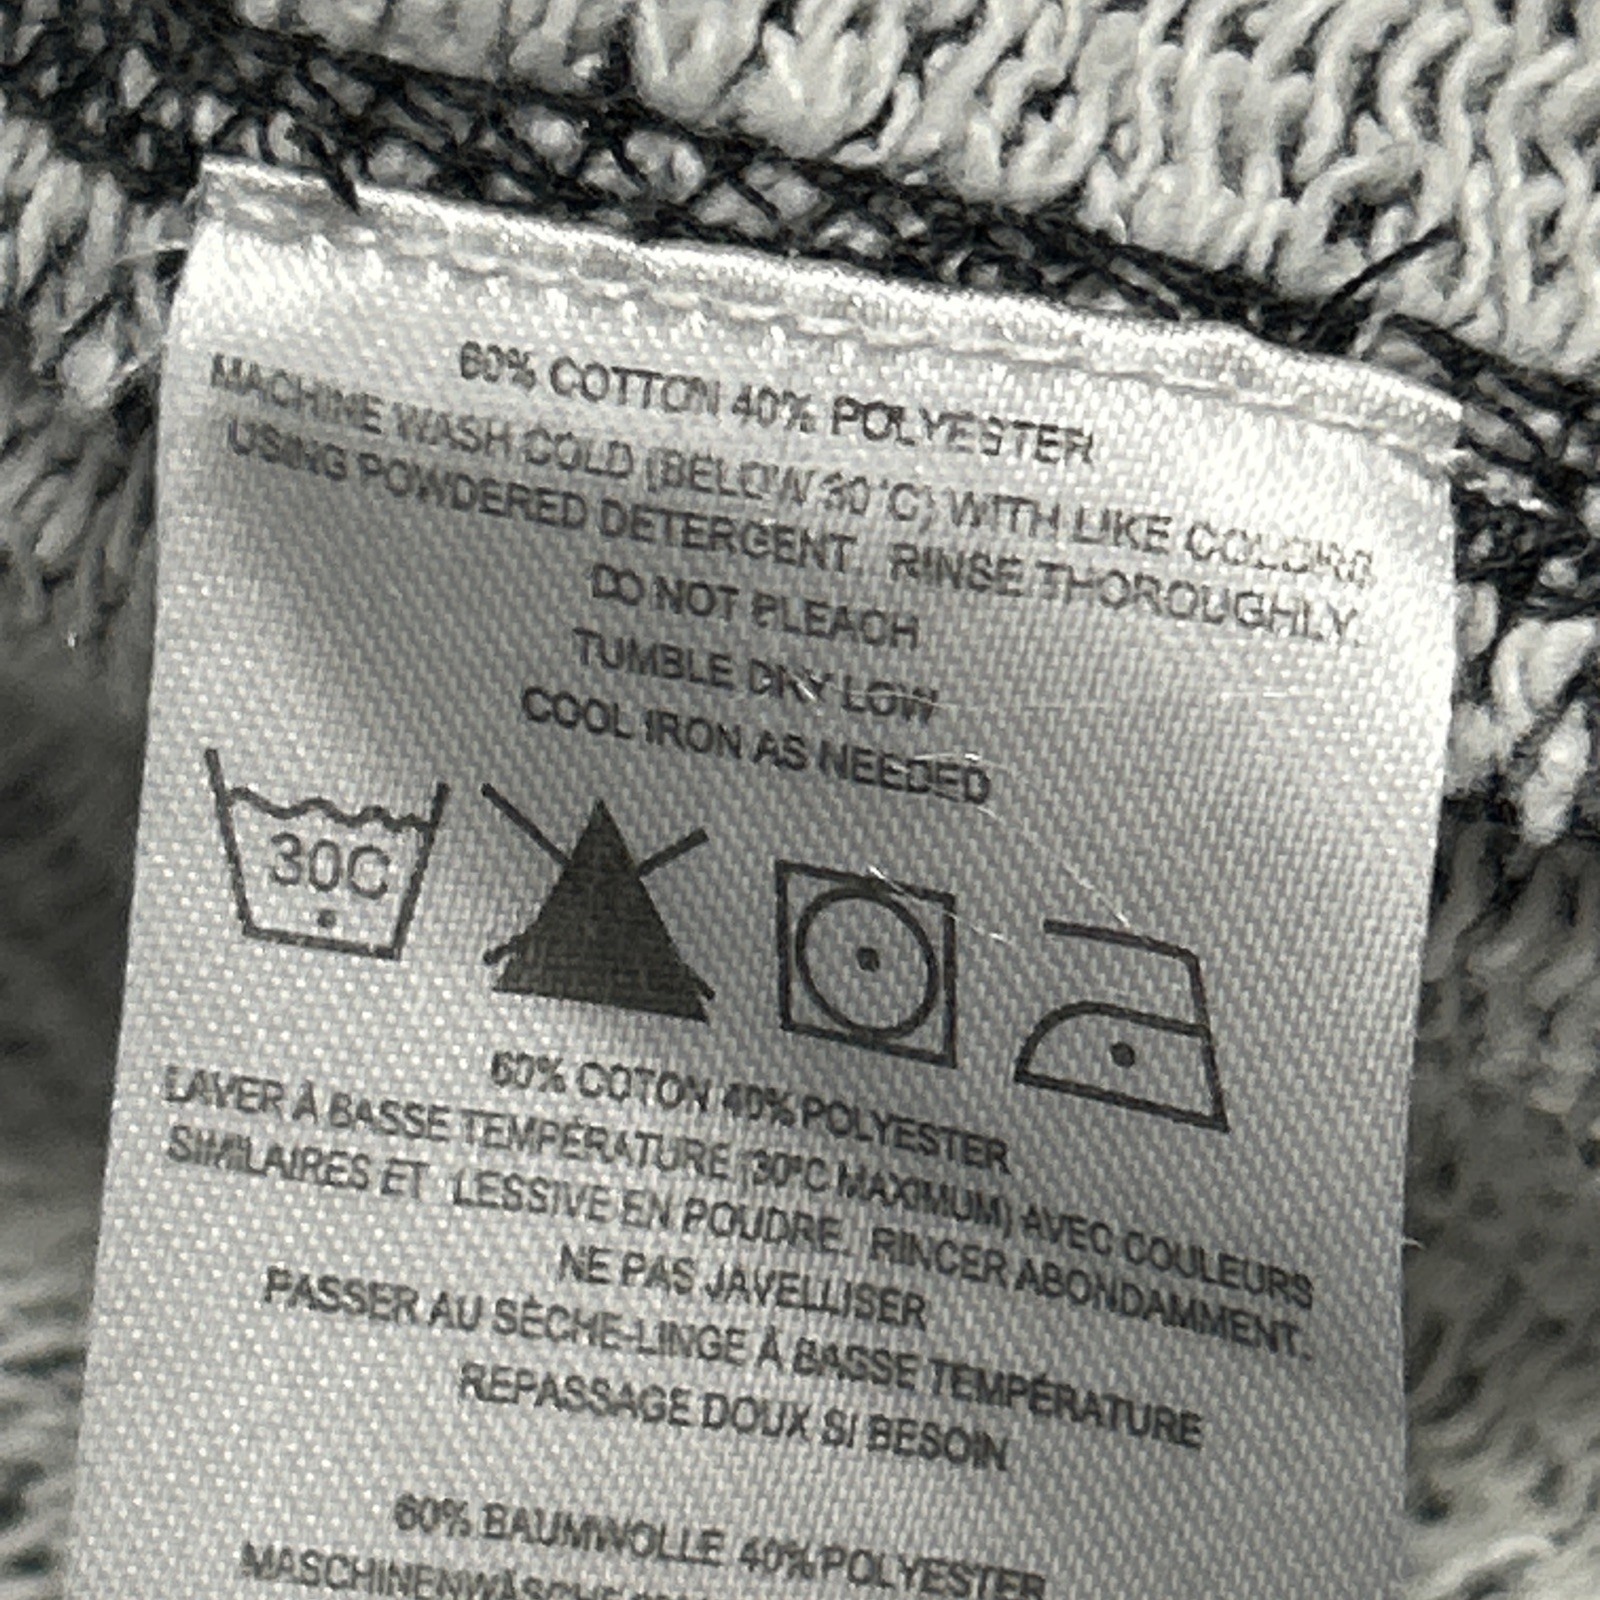 60% COTTON 40% POLYESTER
MACHINE WASH COLD (BELOW 30°C) WITH LIKE COLOURS
USING POWDERED DETERGENT. RINSE THOROUGHLY.
DO NOT BLEACH
TUMBLE DRY LOW
COOL IRON AS NEEDED
30C
60% COTON 40% POLYESTER
LAVER À BASSE TEMPÉRATURE (30°C MAXIMUM) AVEC COULEURS
SIMILAIRES ET LESSIVE EN POUDRE. RINCER ABONDAMMENT.
NE PAS JAVELLISER
PASSER AU SÈCHE-LINGE À BASSE TEMPÉRATURE
REPASSAGE DOUX SI BESOIN
60% BAUMWOLLE 40% POLYESTER
MASCHINENWÄSCHE